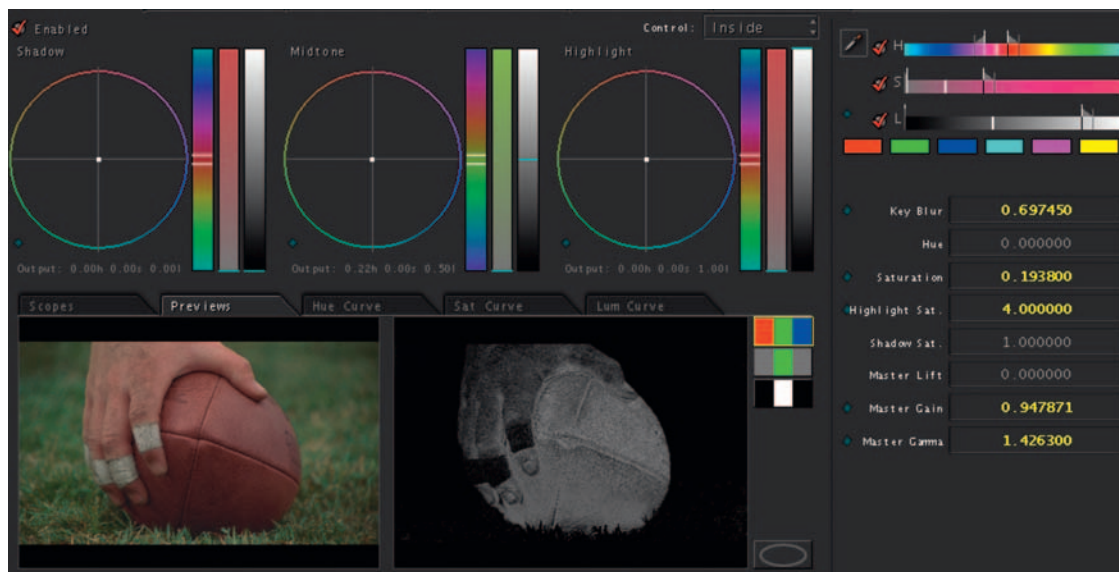 Enabled
Control: Inside
Shadow
Midtone
Highlight
Output: 0.00h 0.00s 0.00l
Output: 0.22h 0.00s 0.50l
Output: 0.00h 0.00s 1.00l
Scopes
Previews
Hue Curve
Sat Curve
Lum Curve
H
S
L
Key Blur 0.697450
Hue 0.000000
Saturation 0.193800
Highlight Sat. 4.000000
Shadow Sat. 1.000000
Master Lift 0.000000
Master Gain 0.947871
Master Gamma 1.426300